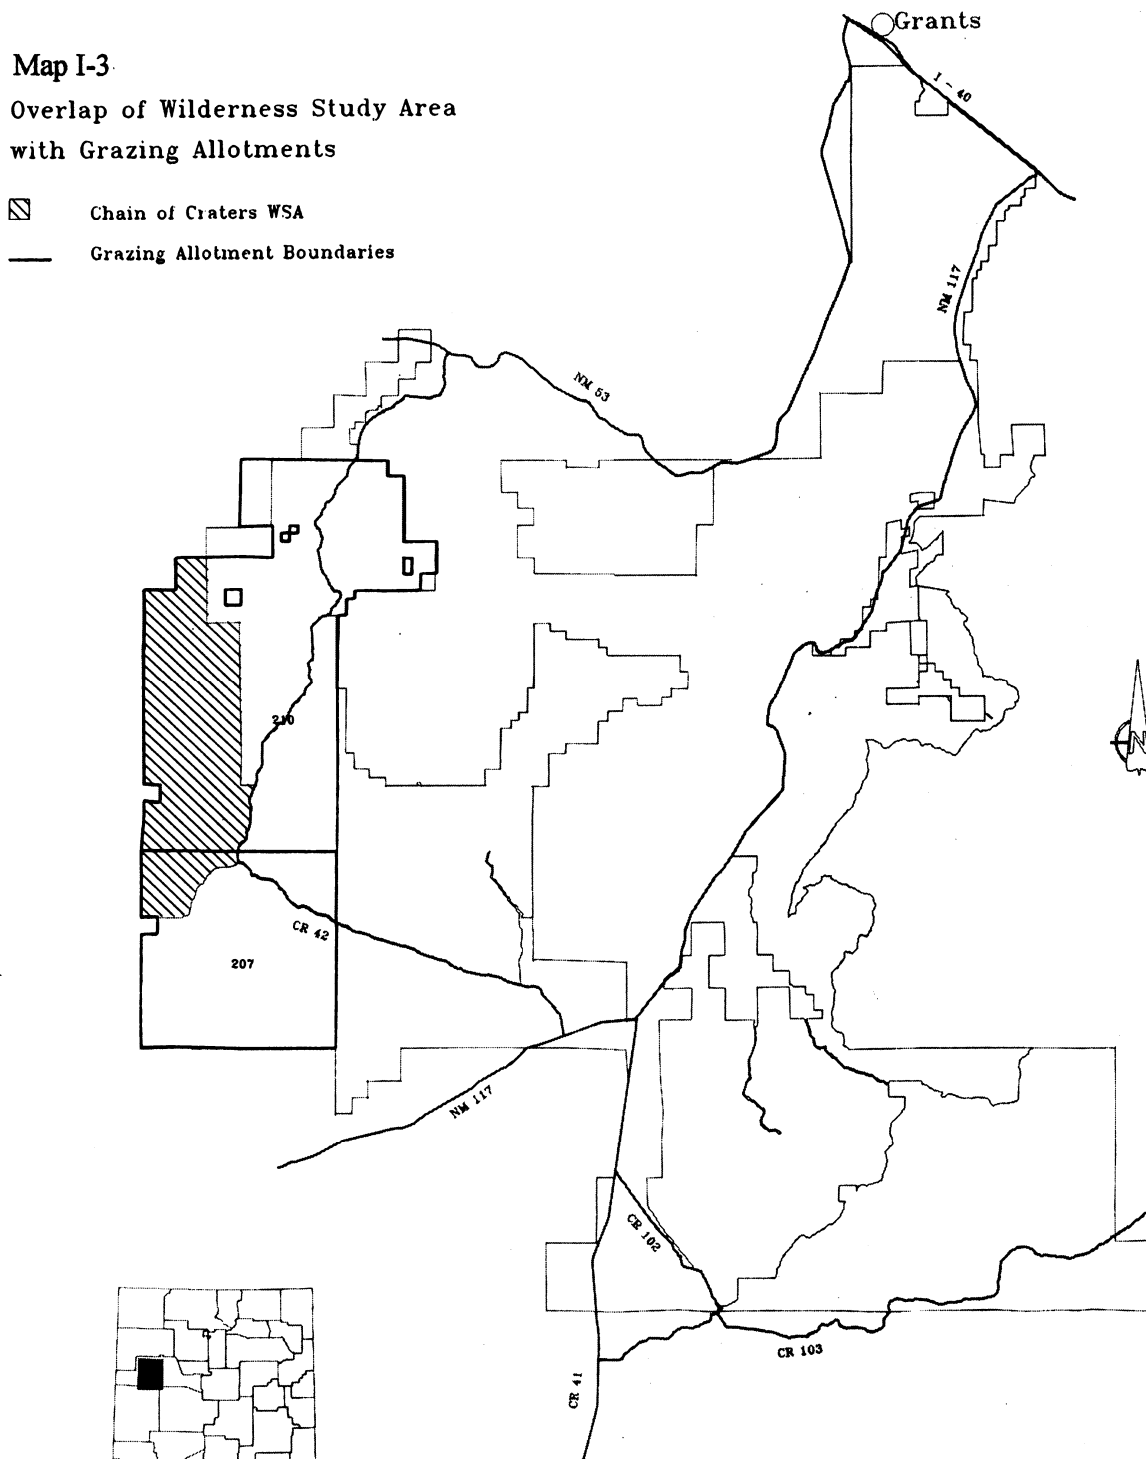 Grants
Map I-3
Overlap of Wilderness Study Area
with Grazing Allotments
I - 40
Chain of Craters WSA
Grazing Allotment Boundaries
NM 117
NM 53
N
210
CR 42
207
NM 117
CR 102
CR 103
CR 41